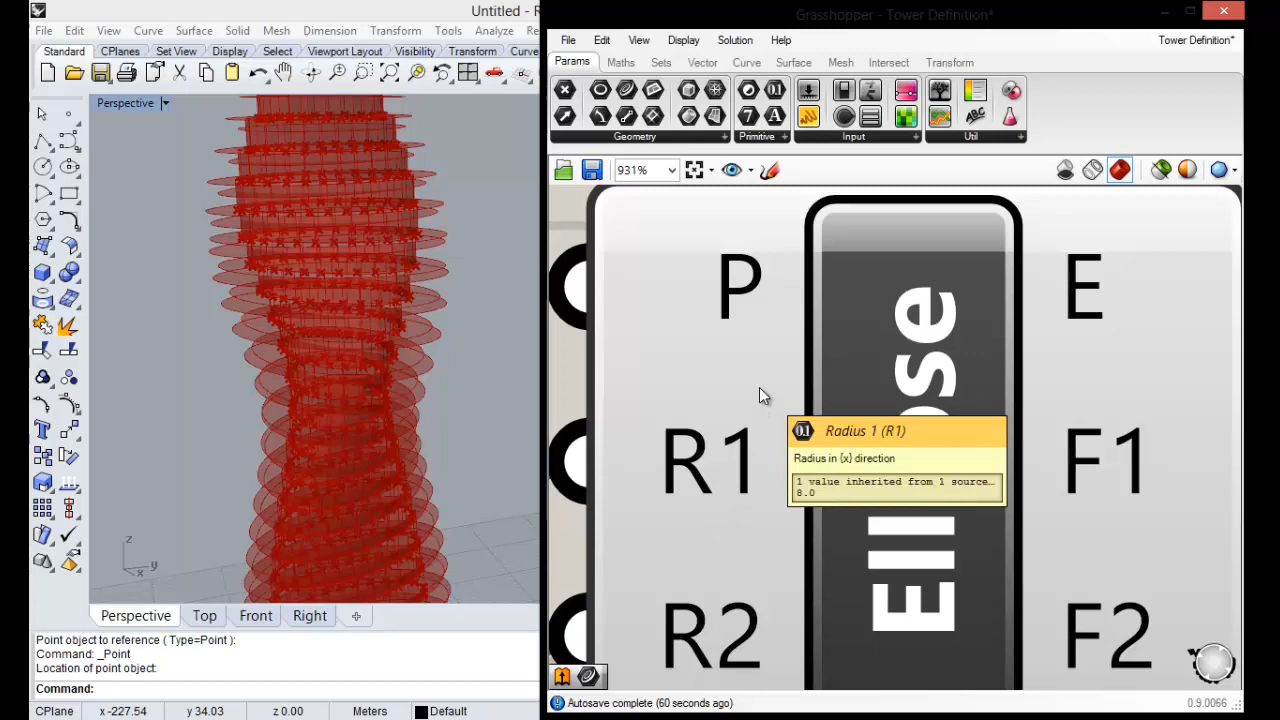 Untitled - R
File Edit View Curve Surface Solid Mesh Dimension Transform Tools Analyze
Standard CPlanes Set View Display Select Viewport Layout Visibility Transform Curve
Perspective
z
y
x
Perspective Top Front Right
Point object to reference ( Type=Point ):
Command: _Point
Location of point object:
Command:
CPlane x -227.54 y 34.03 z 0.00 Meters Default
Grasshopper - Tower Definition*
File Edit View Display Solution Help Tower Definition*
Params Maths Sets Vector Curve Surface Mesh Intersect Transform
Geometry Primitive Input Util
931%
P
E
R1
F1
R2
F2
Radius 1 (R1)
Radius in {x} direction
1 value inherited from 1 source…
8.0
Autosave complete (60 seconds ago)
0.9.0066